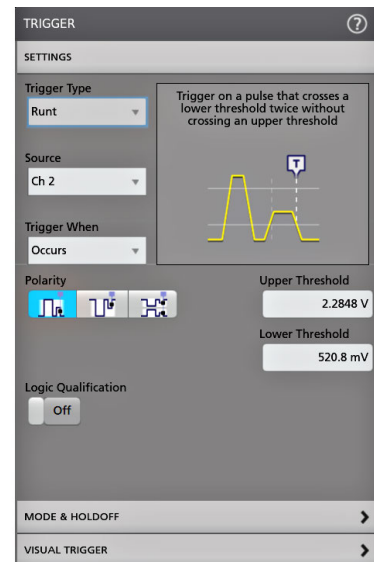 TRIGGER
?
SETTINGS
Trigger Type
Runt
Trigger on a pulse that crosses a
lower threshold twice without
crossing an upper threshold
T
Source
Ch 2
Trigger When
Occurs
Polarity
Upper Threshold
2.2848 V
Lower Threshold
520.8 mV
Logic Qualification
Off
MODE & HOLDOFF
VISUAL TRIGGER